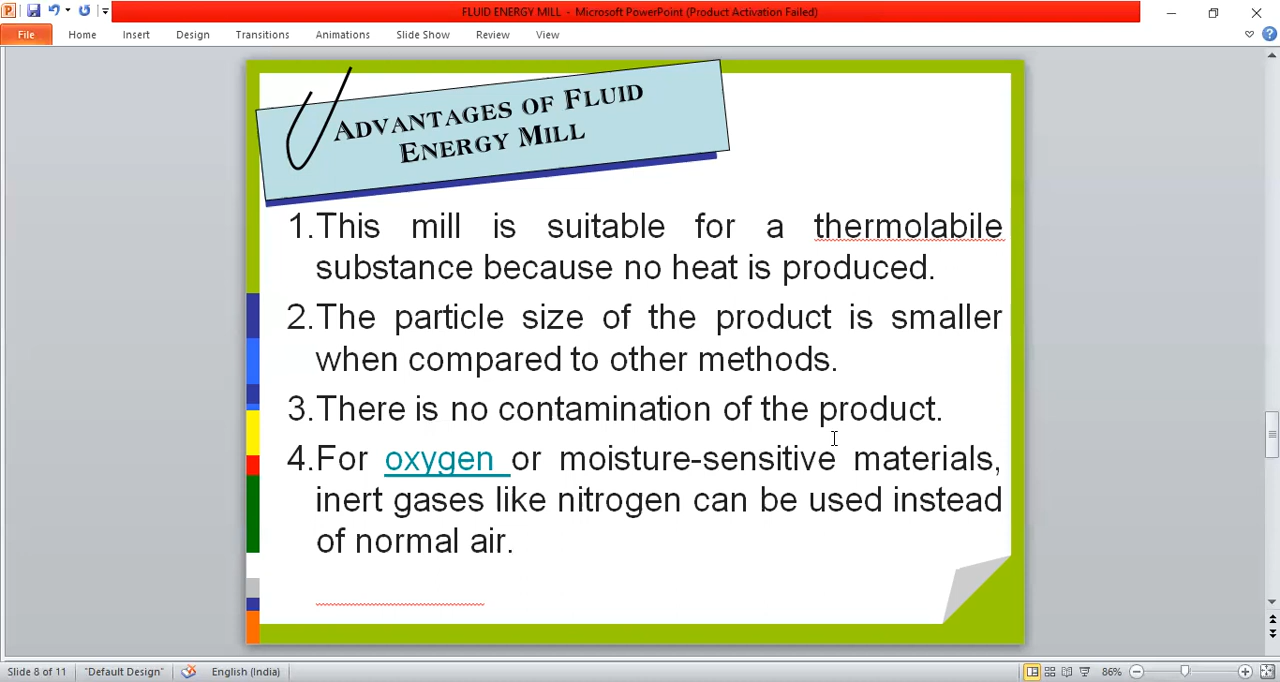 FLUID ENERGY MILL - Microsoft PowerPoint (Product Activation Failed)
File Home Insert Design Transitions Animations Slide Show Review View
ADVANTAGES OF FLUID
ENERGY MILL
1.This mill is suitable for a thermolabile
substance because no heat is produced.
2.The particle size of the product is smaller
when compared to other methods.
3.There is no contamination of the product.
4.For oxygen or moisture-sensitive materials,
inert gases like nitrogen can be used instead
of normal air.
Slide 8 of 11 "Default Design" English (India) 86%